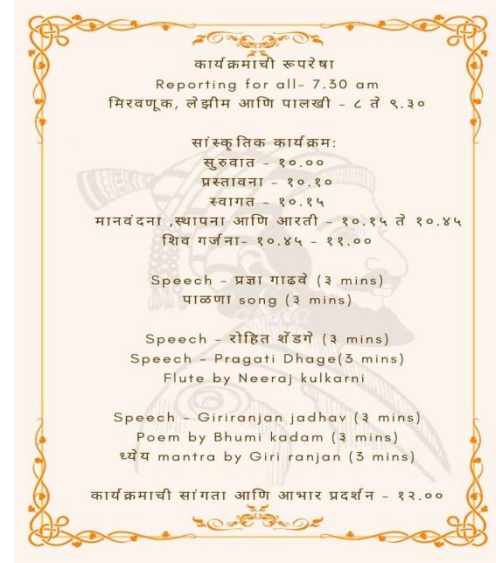 कार्यक्रमाची रूपरेषा
Reporting for all- 7.30 am
मिरवणूक, लेझीम आणि पालखी - ८ ते ९.३०
सांस्कृतिक कार्यक्रम:
सुरुवात - १०.००
प्रस्तावना - १०.१०
स्वागत - १०.१५
मानवंदना ,स्थापना आणि आरती - १०.१५ ते १०.४५
शिव गर्जना- १०.४५ - ११.००
Speech - प्रज्ञा गाढवे (३ mins)
पाळणा song (३ mins)
Speech - रोहित शेंडगे (३ mins)
Speech - Pragati Dhage(3 mins)
Flute by Neeraj kulkarni
Speech - Giriranjan jadhav (३ mins)
Poem by Bhumi kadam (३ mins)
ध्येय mantra by Giri ranjan (3 mins)
कार्यक्रमाची सांगता आणि आभार प्रदर्शन - १२.००